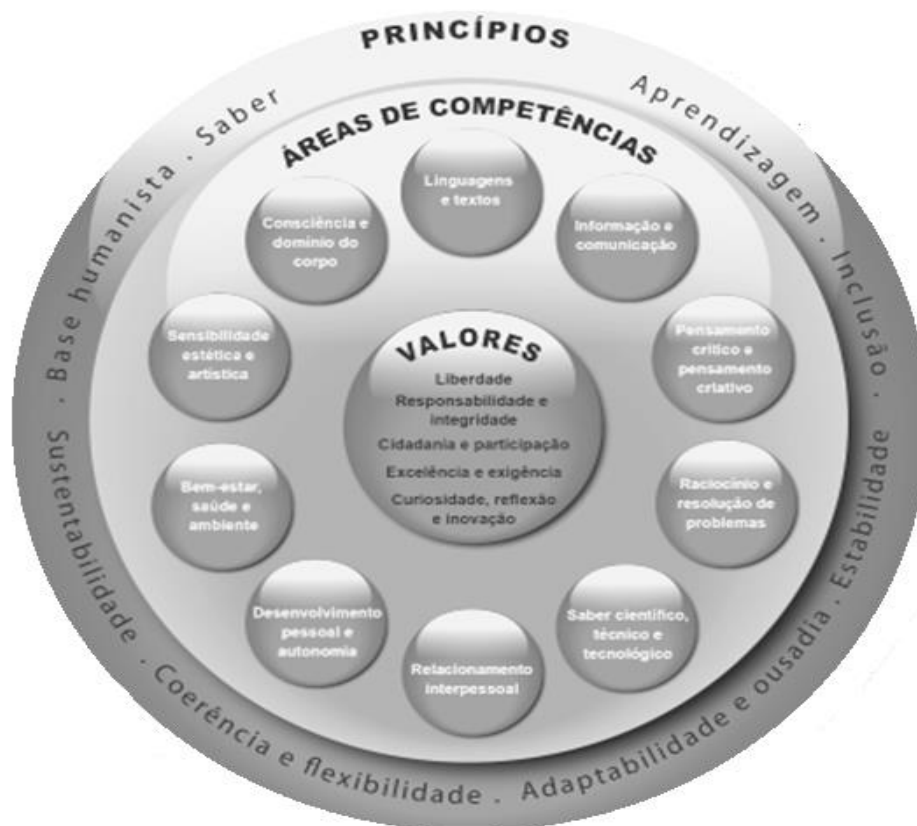 PRINCÍPIOS
Base humanista . Saber
Aprendizagem . Inclusão .
Estabilidade
Adaptabilidade e ousadia .
Coerência e flexibilidade .
Sustentabilidade .
ÁREAS DE COMPETÊNCIAS
Linguagens
e textos
Informação e
comunicação
Pensamento
crítico e
pensamento
criativo
Raciocínio e
resolução de
problemas
Saber científico,
técnico e
tecnológico
Relacionamento
interpessoal
Desenvolvimento
pessoal e
autonomia
Bem-estar,
saúde e
ambiente
Sensibilidade
estética e
artística
Consciência e
domínio do
corpo
VALORES
Liberdade
Responsabilidade e
integridade
Cidadania e participação
Excelência e exigência
Curiosidade, reflexão
e inovação